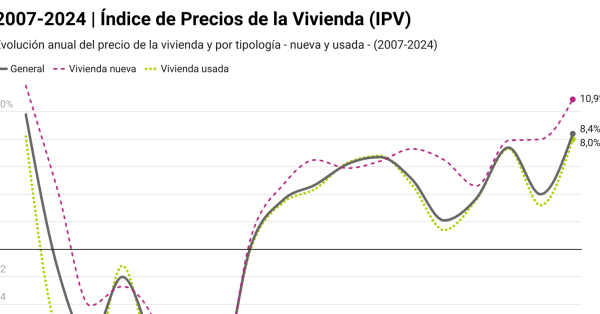 2007-2024 | Índice de Precios de la Vivienda (IPV)
Evolución anual del precio de la vivienda y por tipología - nueva y usada - (2007-2024)
General Vivienda nueva Vivienda usada
0%
10,9%
8,4%
8,0%
2
4